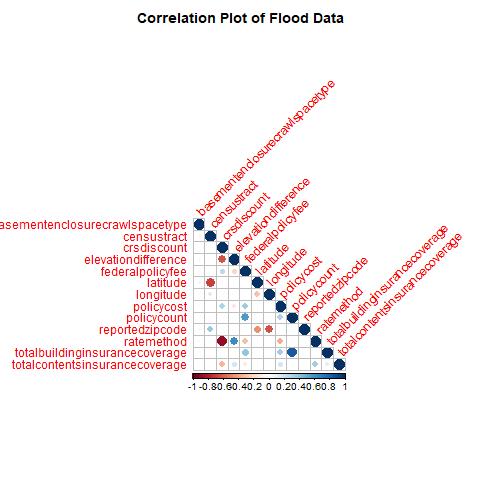 Correlation Plot of Flood Data
basementenclosurecrawlspacetype
censustract
crsdiscount
elevationdifference
federalpolicyfee
latitude
longitude
policycost
policycount
reportedzipcode
ratemethod
totalbuildinginsurancecoverage
totalcontentsinsurancecoverage
asementenclosurecrawlspacetype
censustract
crsdiscount
elevationdifference
federalpolicyfee
latitude
longitude
policycost
policycount
reportedzipcode
ratemethod
totalbuildinginsurancecoverage
totalcontentsinsurancecoverage
-1 -0.8-0.6-0.4-0.2 0 0.2 0.4 0.6 0.8 1